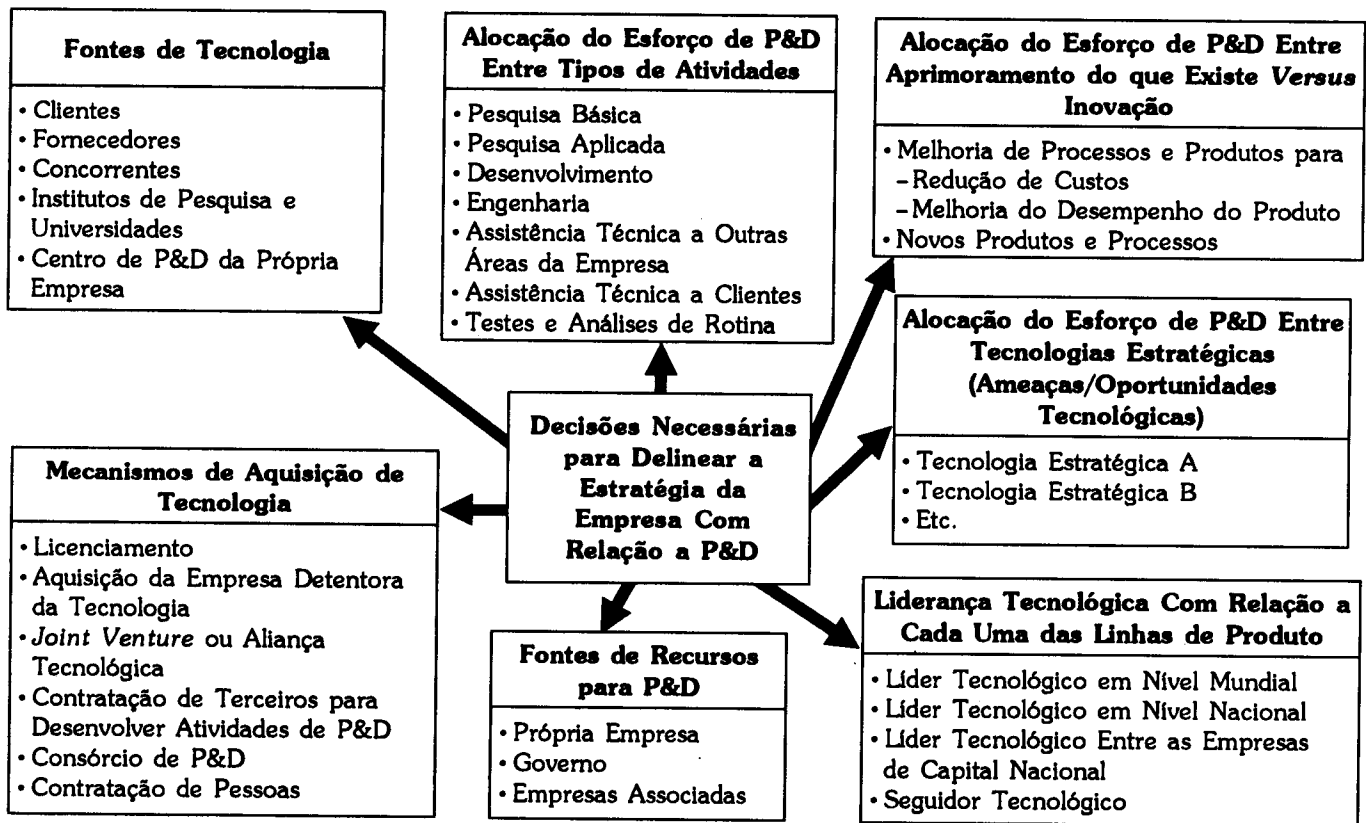 Fontes de Tecnologia
• Clientes
• Fornecedores
• Concorrentes
• Institutos de Pesquisa e
Universidades
• Centro de P&D da Própria
Empresa
Alocação do Esforço de P&D
Entre Tipos de Atividades
• Pesquisa Básica
• Pesquisa Aplicada
• Desenvolvimento
• Engenharia
• Assistência Técnica a Outras
Áreas da Empresa
• Assistência Técnica a Clientes
• Testes e Análises de Rotina
Alocação do Esforço de P&D Entre
Aprimoramento do que Existe Versus
Inovação
• Melhoria de Processos e Produtos para
–Redução de Custos
–Melhoria do Desempenho do Produto
• Novos Produtos e Processos
Alocação do Esforço de P&D Entre
Tecnologias Estratégicas
(Ameaças/Oportunidades
Tecnológicas)
• Tecnologia Estratégica A
• Tecnologia Estratégica B
• Etc.
Decisões Necessárias
para Delinear a
Estratégia da
Empresa Com
Relação a P&D
Mecanismos de Aquisição de
Tecnologia
• Licenciamento
• Aquisição da Empresa Detentora
da Tecnologia
• Joint Venture ou Aliança
Tecnológica
• Contratação de Terceiros para
Desenvolver Atividades de P&D
• Consórcio de P&D
• Contratação de Pessoas
Fontes de Recursos
para P&D
• Própria Empresa
• Governo
• Empresas Associadas
Liderança Tecnológica Com Relação a
Cada Uma das Linhas de Produto
• Líder Tecnológico em Nível Mundial
• Líder Tecnológico em Nível Nacional
• Líder Tecnológico Entre as Empresas
de Capital Nacional
• Seguidor Tecnológico